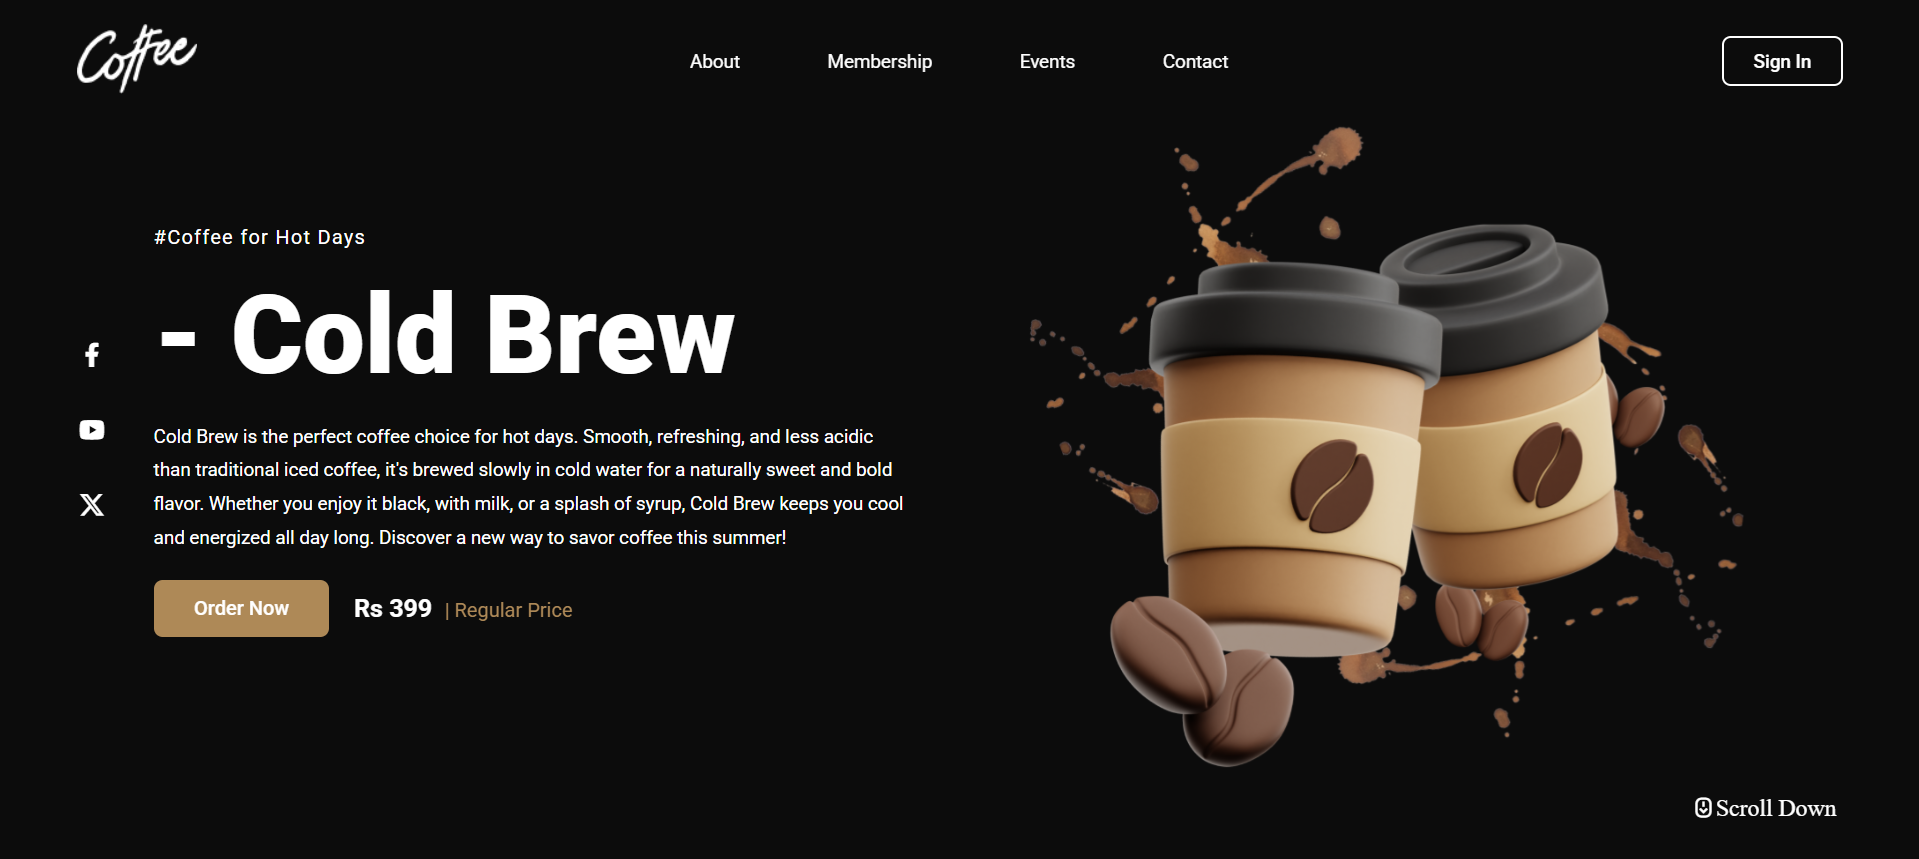 Coffee
About
Membership
Events
Contact
Sign In
#Coffee for Hot Days
- Cold Brew
Cold Brew is the perfect coffee choice for hot days. Smooth, refreshing, and less acidic
than traditional iced coffee, it's brewed slowly in cold water for a naturally sweet and bold
flavor. Whether you enjoy it black, with milk, or a splash of syrup, Cold Brew keeps you cool
and energized all day long. Discover a new way to savor coffee this summer!
Order Now
Rs 399 | Regular Price
Scroll Down